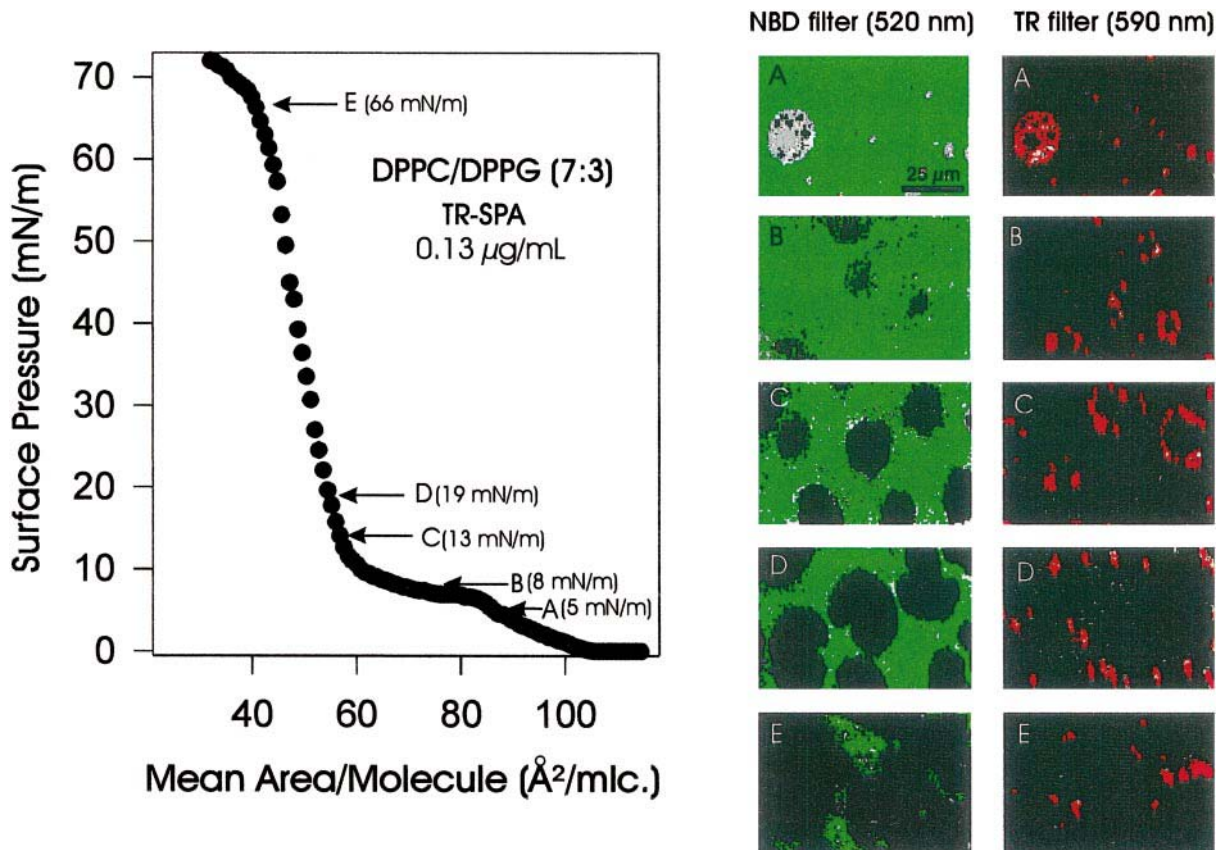 NBD filter (520 nm) TR filter (590 nm)
Surface Pressure (mN/m)
70
60
50
40
30
20
10
0
E (66 mN/m)
DPPC/DPPG (7:3)
TR-SPA
0.13 µg/mL
D (19 mN/m)
C (13 mN/m)
B (8 mN/m)
A (5 mN/m)
40 60 80 100
Mean Area/Molecule (Å²/mlc.)
A
25 µm
A
B
B
C
C
D
D
E
E